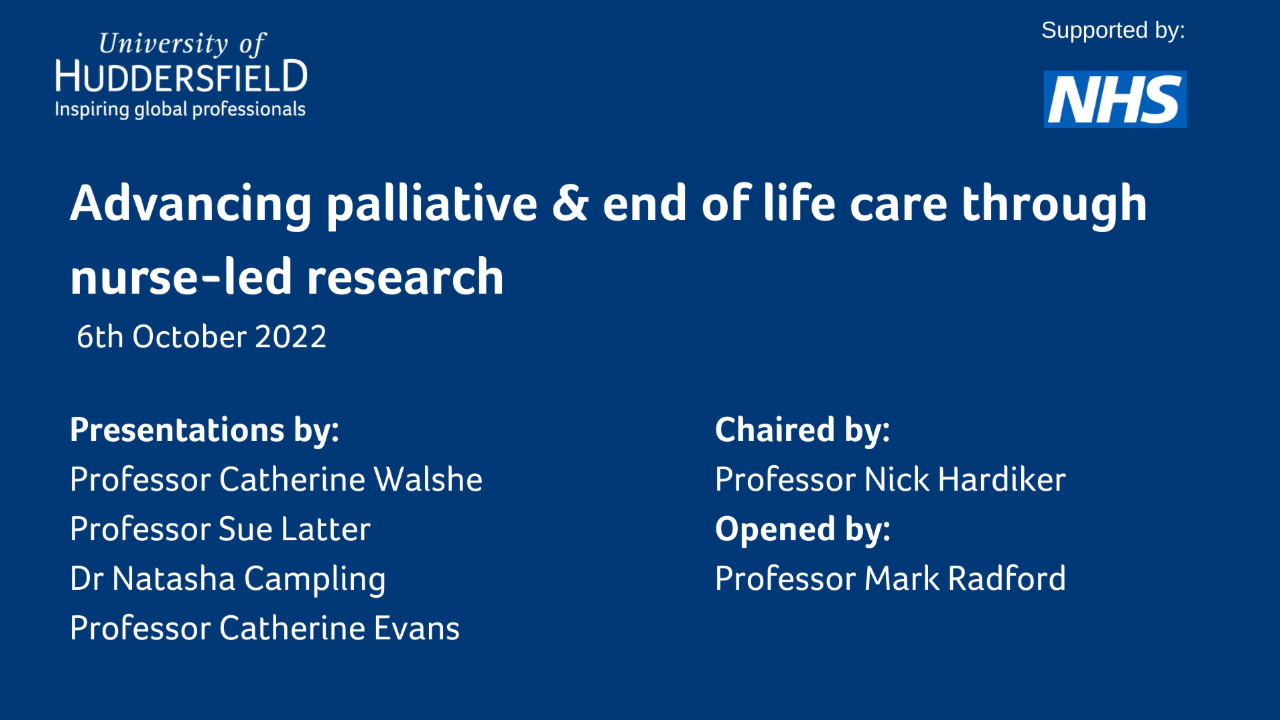 University of
HUDDERSFIELD
Inspiring global professionals
Supported by:
NHS
Advancing palliative & end of life care through
nurse-led research
6th October 2022
Presentations by:
Professor Catherine Walshe
Professor Sue Latter
Dr Natasha Campling
Professor Catherine Evans
Chaired by:
Professor Nick Hardiker
Opened by:
Professor Mark Radford